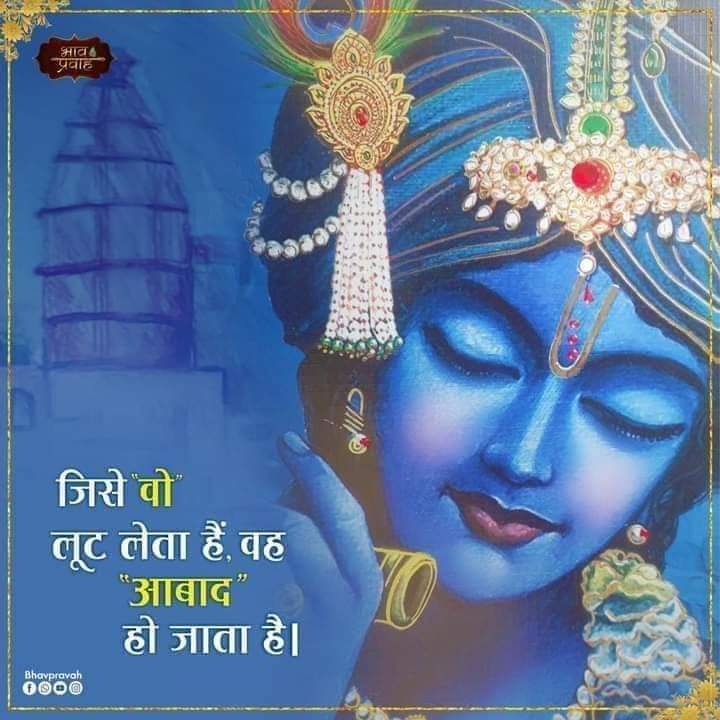 भाव
प्रवाह
जिसे "वो"
लूट लेता हैं, वह
"आबाद"
हो जाता है।
Bhavpravah